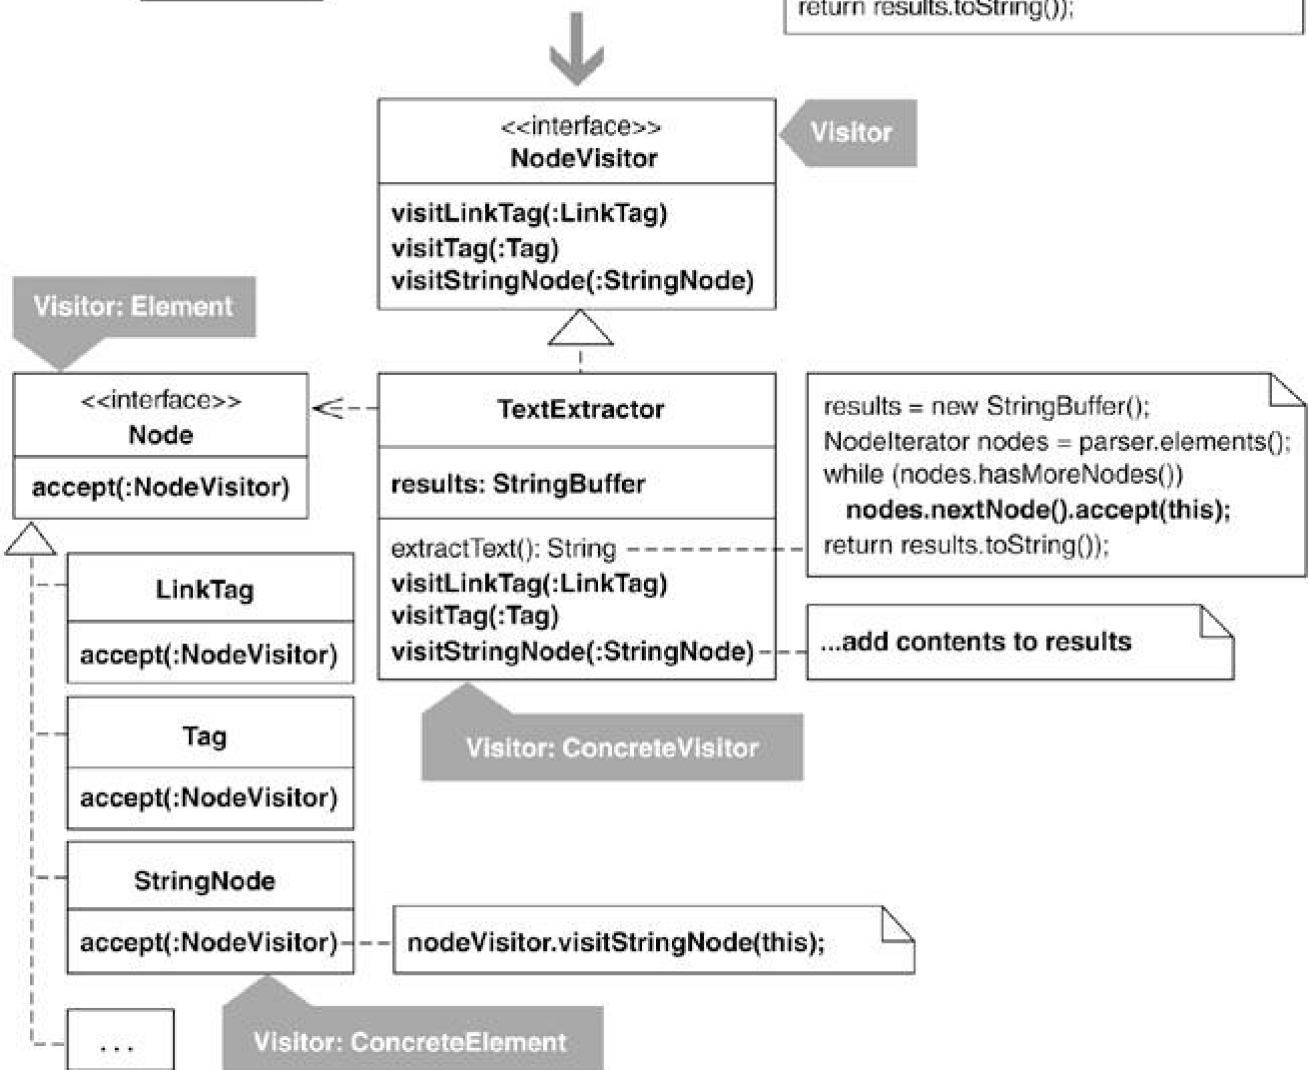 return results.toString());
<<interface>>
NodeVisitor
visitLinkTag(:LinkTag)
visitTag(:Tag)
visitStringNode(:StringNode)
Visitor
Visitor: Element
<<interface>>
Node
accept(:NodeVisitor)
TextExtractor
results: StringBuffer
extractText(): String
visitLinkTag(:LinkTag)
visitTag(:Tag)
visitStringNode(:StringNode)
results = new StringBuffer();
NodeIterator nodes = parser.elements();
while (nodes.hasMoreNodes())
nodes.nextNode().accept(this);
return results.toString());
...add contents to results
Visitor: ConcreteVisitor
LinkTag
accept(:NodeVisitor)
Tag
accept(:NodeVisitor)
StringNode
accept(:NodeVisitor)
nodeVisitor.visitStringNode(this);
Visitor: ConcreteElement
...